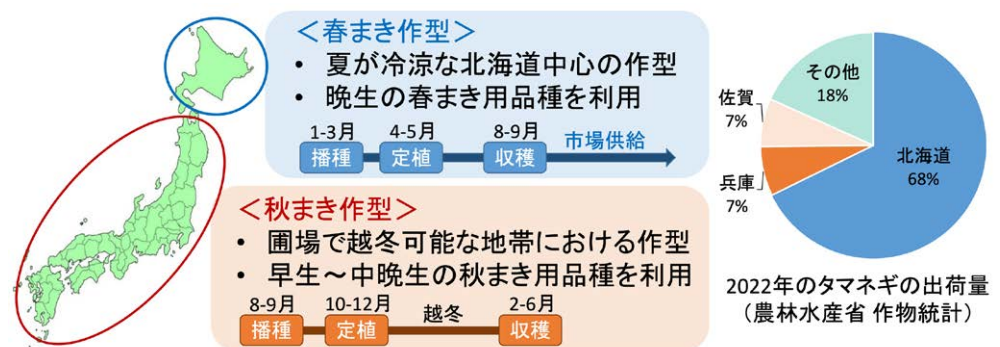 ＜春まき作型＞
• 夏が冷涼な北海道中心の作型
• 晩生の春まき用品種を利用
1-3月 4-5月 8-9月
播種 定植 収穫 市場供給
＜秋まき作型＞
• 圃場で越冬可能な地帯における作型
• 早生～中晩生の秋まき用品種を利用
8-9月 10-12月 越冬 2-6月
播種 定植 収穫
その他
18%
佐賀
7%
兵庫
7%
北海道
68%
2022年のタマネギの出荷量
（農林水産省 作物統計）